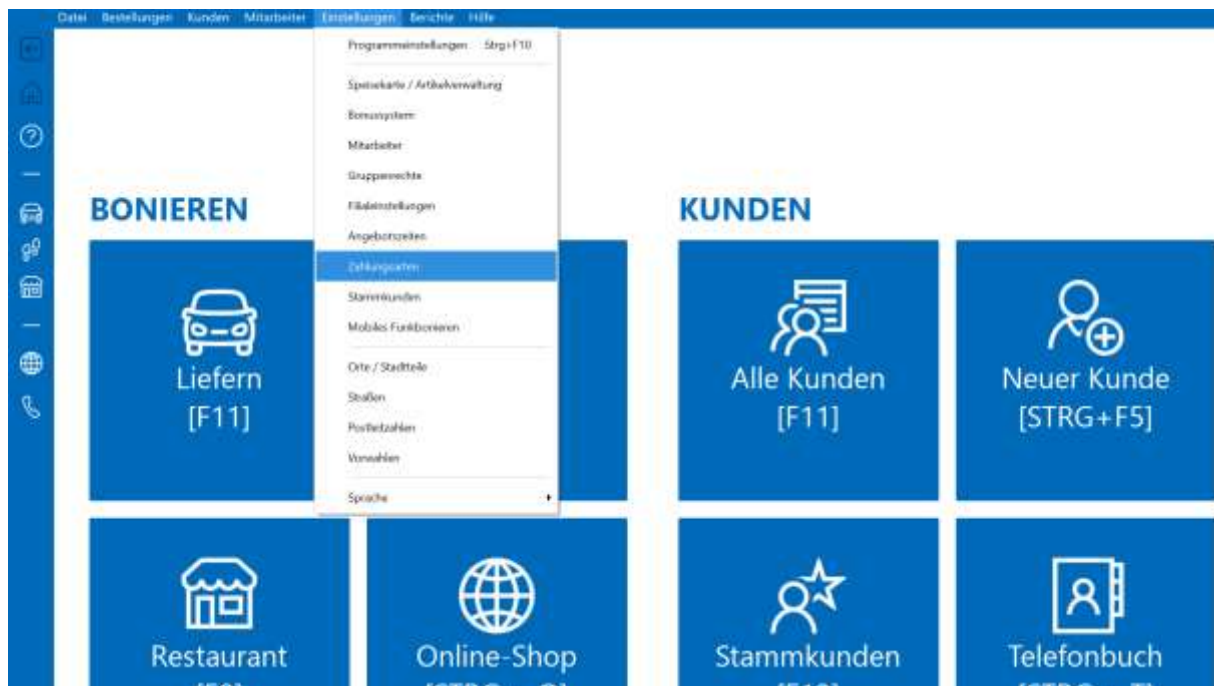 Datei Bestellungen Kunden Mitarbeiter Einstellungen Berichte Hilfe
Programmeinstellungen Strg+F10
Speisekarte / Artikelverwaltung
Bonussystem
Mitarbeiter
Gruppenrechte
Filialeinstellungen
Angebotszeiten
Zahlungsarten
Stammkunden
Mobiles Funkbonieren
Orte / Stadtteile
Straßen
Postleitzahlen
Vorwahlen
Sprache
BONIEREN
Liefern
[F11]
Restaurant
Online-Shop
KUNDEN
Alle Kunden
[F11]
Neuer Kunde
[STRG+F5]
Stammkunden
Telefonbuch